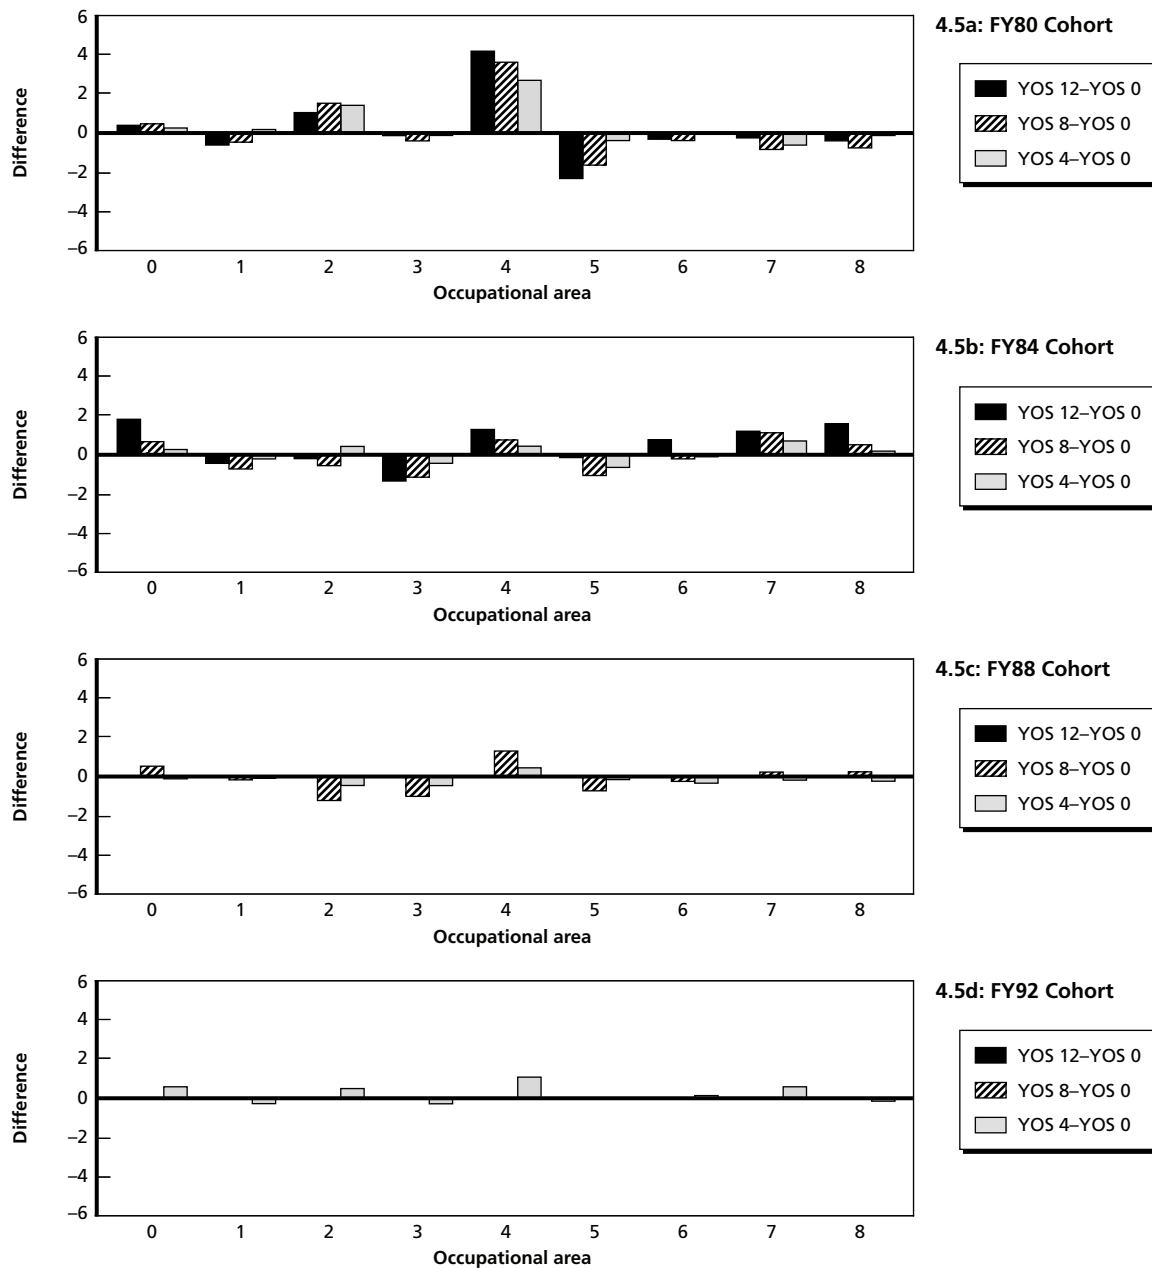 4.5a: FY80 Cohort
Difference
6
4
2
0
–2
–4
–6
0 1 2 3 4 5 6 7 8
Occupational area
YOS 12–YOS 0
YOS 8–YOS 0
YOS 4–YOS 0
4.5b: FY84 Cohort
Difference
6
4
2
0
–2
–4
–6
0 1 2 3 4 5 6 7 8
Occupational area
YOS 12–YOS 0
YOS 8–YOS 0
YOS 4–YOS 0
4.5c: FY88 Cohort
Difference
6
4
2
0
–2
–4
–6
0 1 2 3 4 5 6 7 8
Occupational area
YOS 12–YOS 0
YOS 8–YOS 0
YOS 4–YOS 0
4.5d: FY92 Cohort
Difference
6
4
2
0
–2
–4
–6
0 1 2 3 4 5 6 7 8
Occupational area
YOS 12–YOS 0
YOS 8–YOS 0
YOS 4–YOS 0